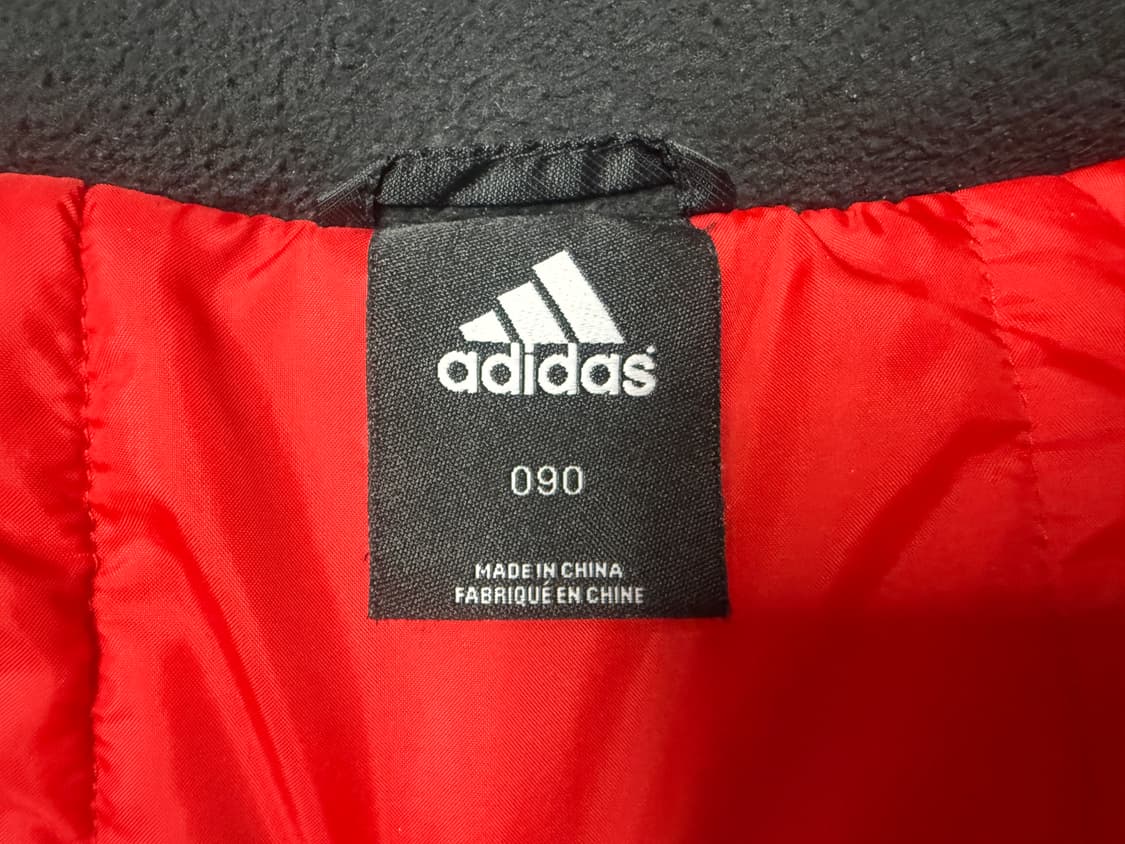 adidas
090
MADE IN CHINA
FABRIQUÉ EN CHINE